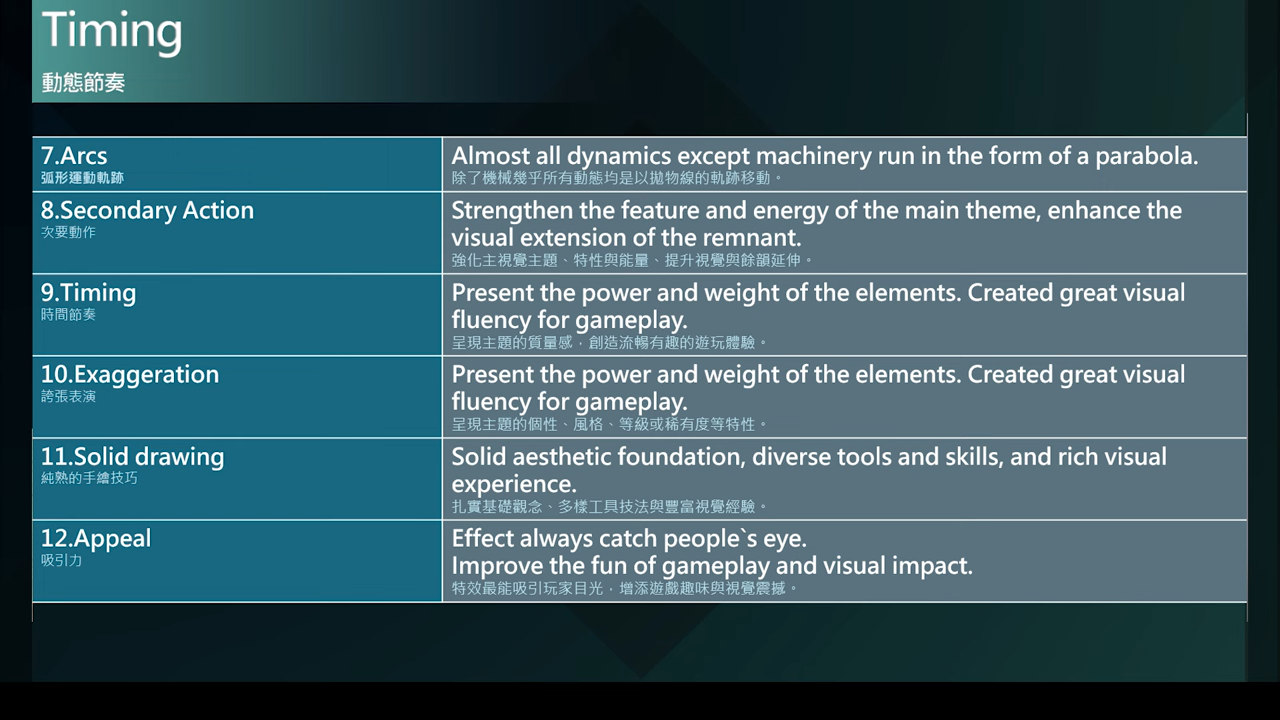 Timing
動態節奏
7.Arcs
弧形運動軌跡
Almost all dynamics except machinery run in the form of a parabola.
除了機械幾乎所有動態均是以拋物線的軌跡移動。
8.Secondary Action
次要動作
Strengthen the feature and energy of the main theme, enhance the
visual extension of the remnant.
強化主視覺主題、特性與能量、提升視覺與餘韻延伸。
9.Timing
時間節奏
Present the power and weight of the elements. Created great visual
fluency for gameplay.
呈現主題的質量感，創造流暢有趣的遊玩體驗。
10.Exaggeration
誇張表演
Present the power and weight of the elements. Created great visual
fluency for gameplay.
呈現主題的個性、風格、等級或稀有度等特性。
11.Solid drawing
純熟的手繪技巧
Solid aesthetic foundation, diverse tools and skills, and rich visual
experience.
扎實基礎觀念、多樣工具技法與豐富視覺經驗。
12.Appeal
吸引力
Effect always catch people`s eye.
Improve the fun of gameplay and visual impact.
特效最能吸引玩家目光，增添遊戲趣味與視覺震撼。